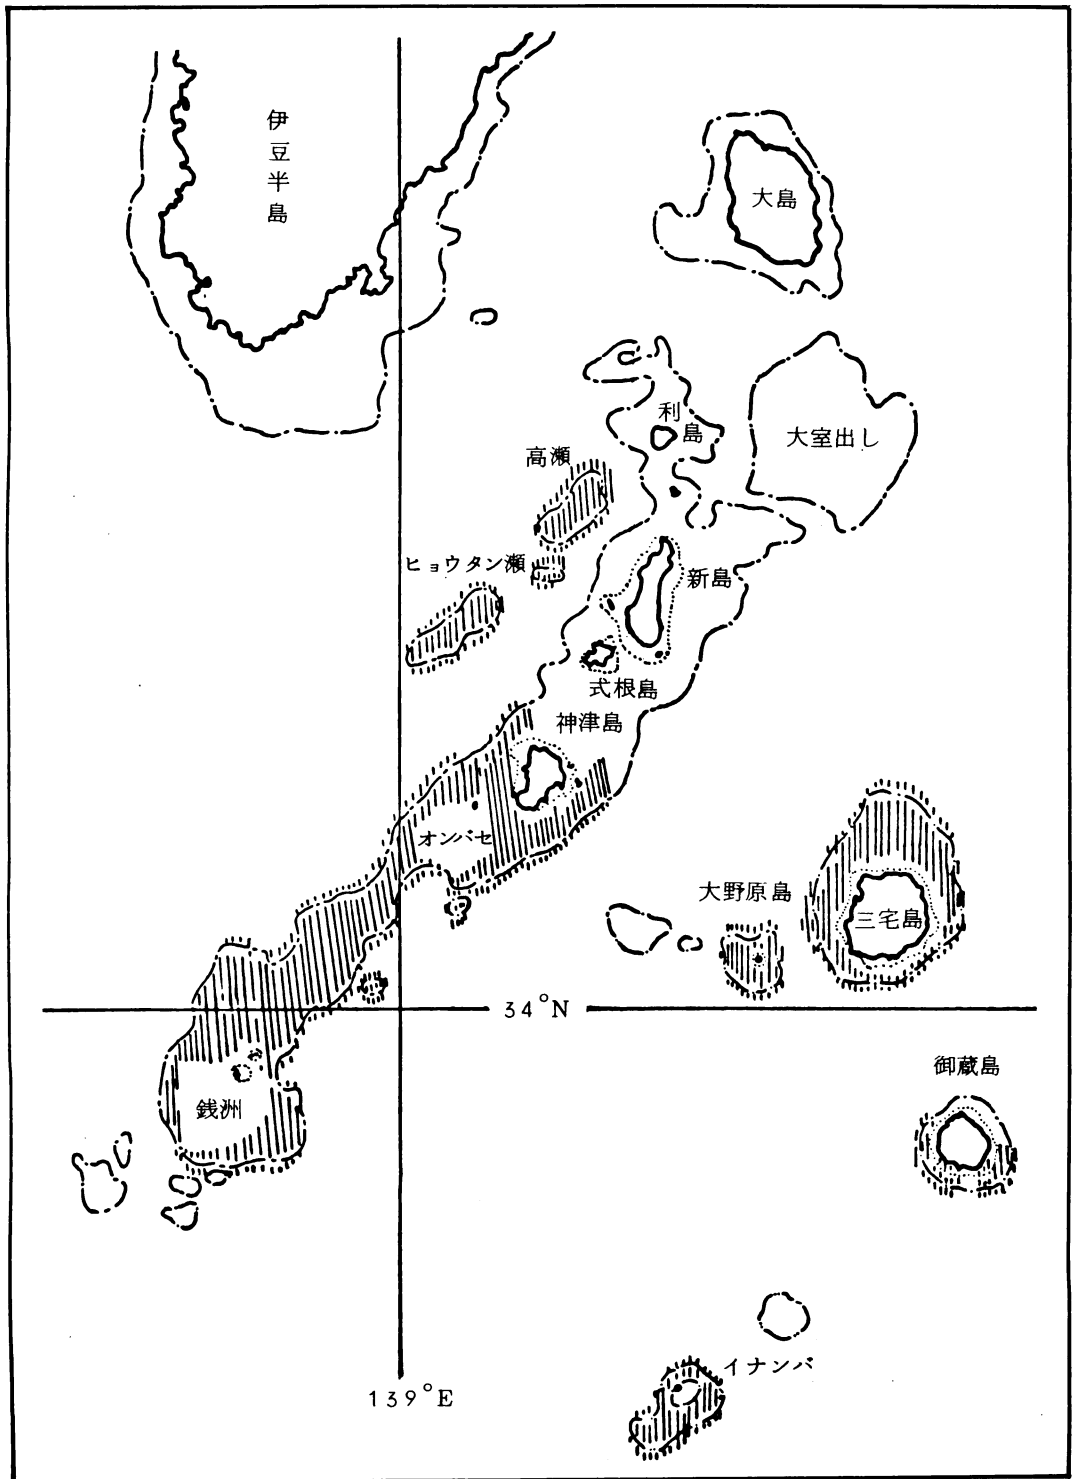 伊豆半島
大島
利島
大室出し
高瀬
ヒョウタン瀬
新島
式根島
神津島
オンバセ
大野原島
三宅島
34°N
御蔵島
銭洲
イナンバ
139°E